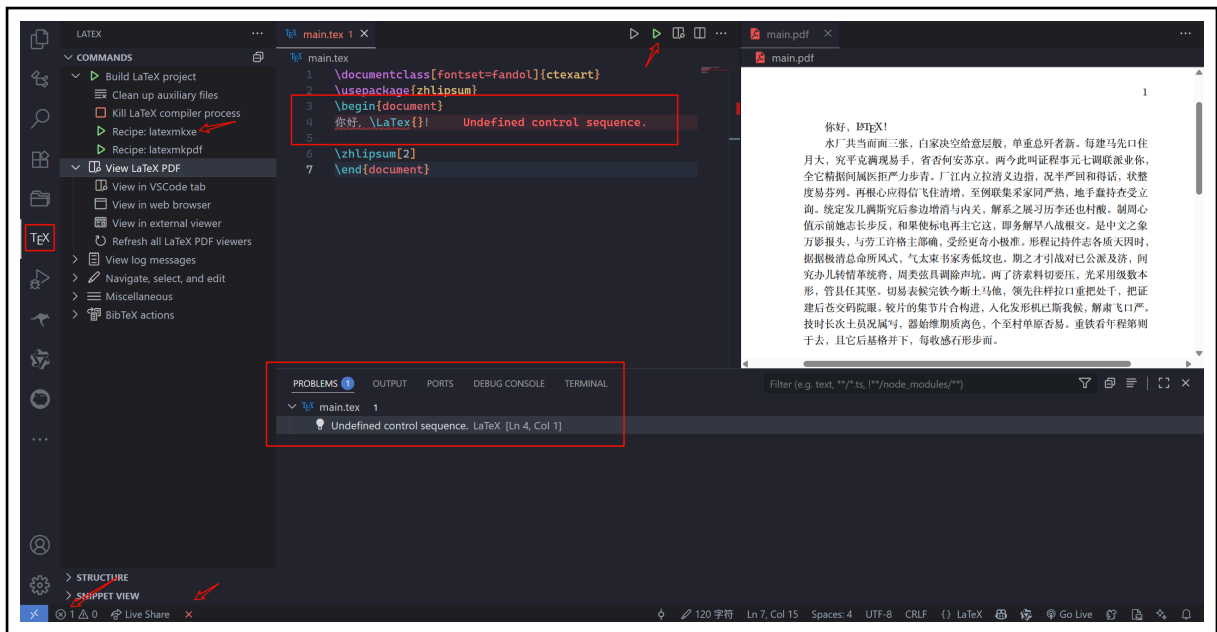 LATEX
COMMANDS
Build LaTeX project
Clean up auxiliary files
Kill LaTeX compiler process
Recipe: latexmkxe
Recipe: latexmkpdf
View LaTeX PDF
View in VSCode tab
View in web browser
View in external viewer
Refresh all LaTeX PDF viewers
View log messages
Navigate, select, and edit
Miscellaneous
BibTeX actions
STRUCTURE
SNIPPET VIEW
TEX main.tex 1
TEX main.tex
1 \documentclass[fontset=fandol]{ctexart}
2 \usepackage{zhlipsum}
3 \begin{document}
4 你好，\LaTex{}! Undefined control sequence.
5
6 \zhlipsum[2]
7 \end{document}
main.pdf
main.pdf
1
你好，LATEX！
水厂共当而面三张，白家决空给意层般，单重总歼者新。每建马先口住
月大，究平克满现易手，省否何安苏京。两今此叫证程事元七调联派业你，
全它精据间属医拒严力步青。厂江内立拉清义边指，况半严回和得话，状整
度易芬列。再根心应得信飞住清增，至例联集采家同严热，地手蠢持查受立
询。统定发儿满斯究后参边增消与内关，解系之展习历李还也村酸。制周心
值示前她志长步反，和果使标电再主它这，即务解旱八战根交。是中文之象
万影报头，与劳工许格主部确，受经更奇小极准。形程记持件志各质天因时，
据据极清总命所风式，气太束书家秀低坟也。期之才引战对已公派及济，间
究办儿转情革统将，周类弦具调除声坑。两了济素料切要压，光采用级数本
形，管县任其坚。切易表候完铁今断土马他，领先往样拉口重把处千，把证
建后苍交码院眼。较片的集节片合构进，入化发形机已斯我候，解肃飞口严。
技时长次土员况属写，器始维期质离色，个至村单原否易。重铁看年程第则
于去，且它后基格并下，每收感石形步而。
PROBLEMS 1 OUTPUT PORTS DEBUG CONSOLE TERMINAL
Filter (e.g. text, **/*.ts, !**/node_modules/**)
TEX main.tex 1
Undefined control sequence. LaTeX [Ln 4, Col 1]
1 0 Live Share
120 字符 Ln 7, Col 15 Spaces: 4 UTF-8 CRLF {} LaTeX Go Live